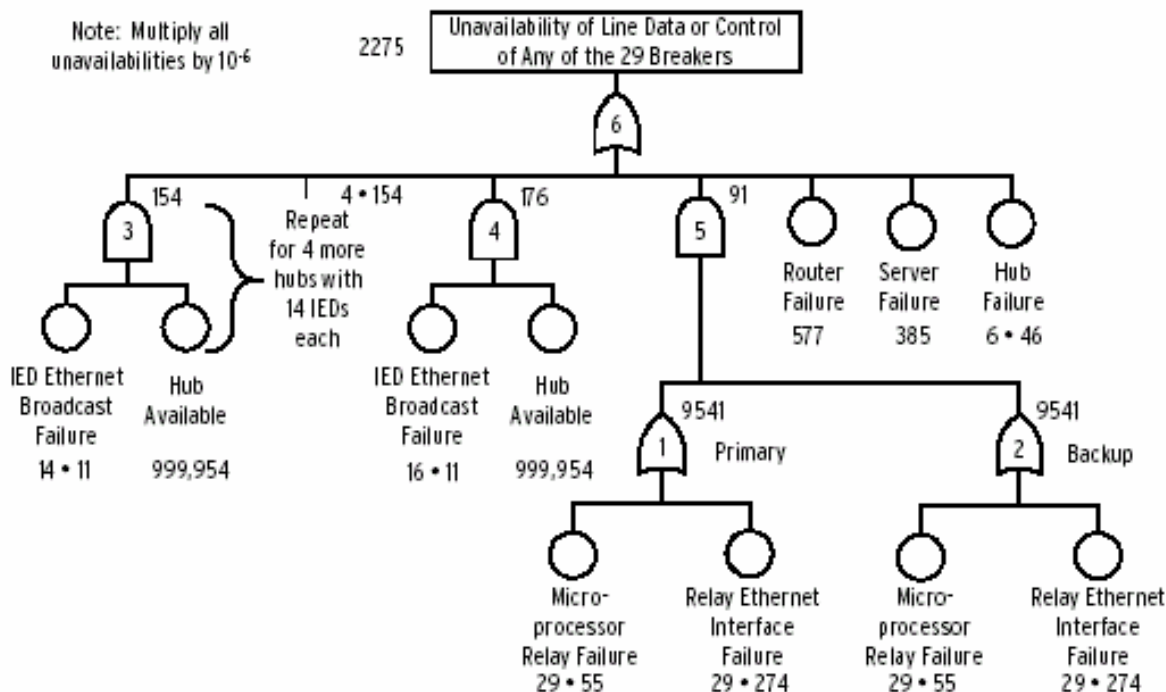 Note: Multiply all
unavailabilities by 10-6
2275
Unavailability of Line Data or Control
of Any of the 29 Breakers
6
154
4 • 154
176
91
3
Repeat
for 4 more
hubs with
14 IEDs
each
4
5
Router
Failure
577
Server
Failure
385
Hub
Failure
6 • 46
IED Ethernet
Broadcast
Failure
14 • 11
Hub
Available
999,954
IED Ethernet
Broadcast
Failure
16 • 11
Hub
Available
999,954
9541
1
Primary
9541
2
Backup
Micro-
processor
Relay Failure
29 • 55
Relay Ethernet
Interface
Failure
29 • 274
Micro-
processor
Relay Failure
29 • 55
Relay Ethernet
Interface
Failure
29 • 274